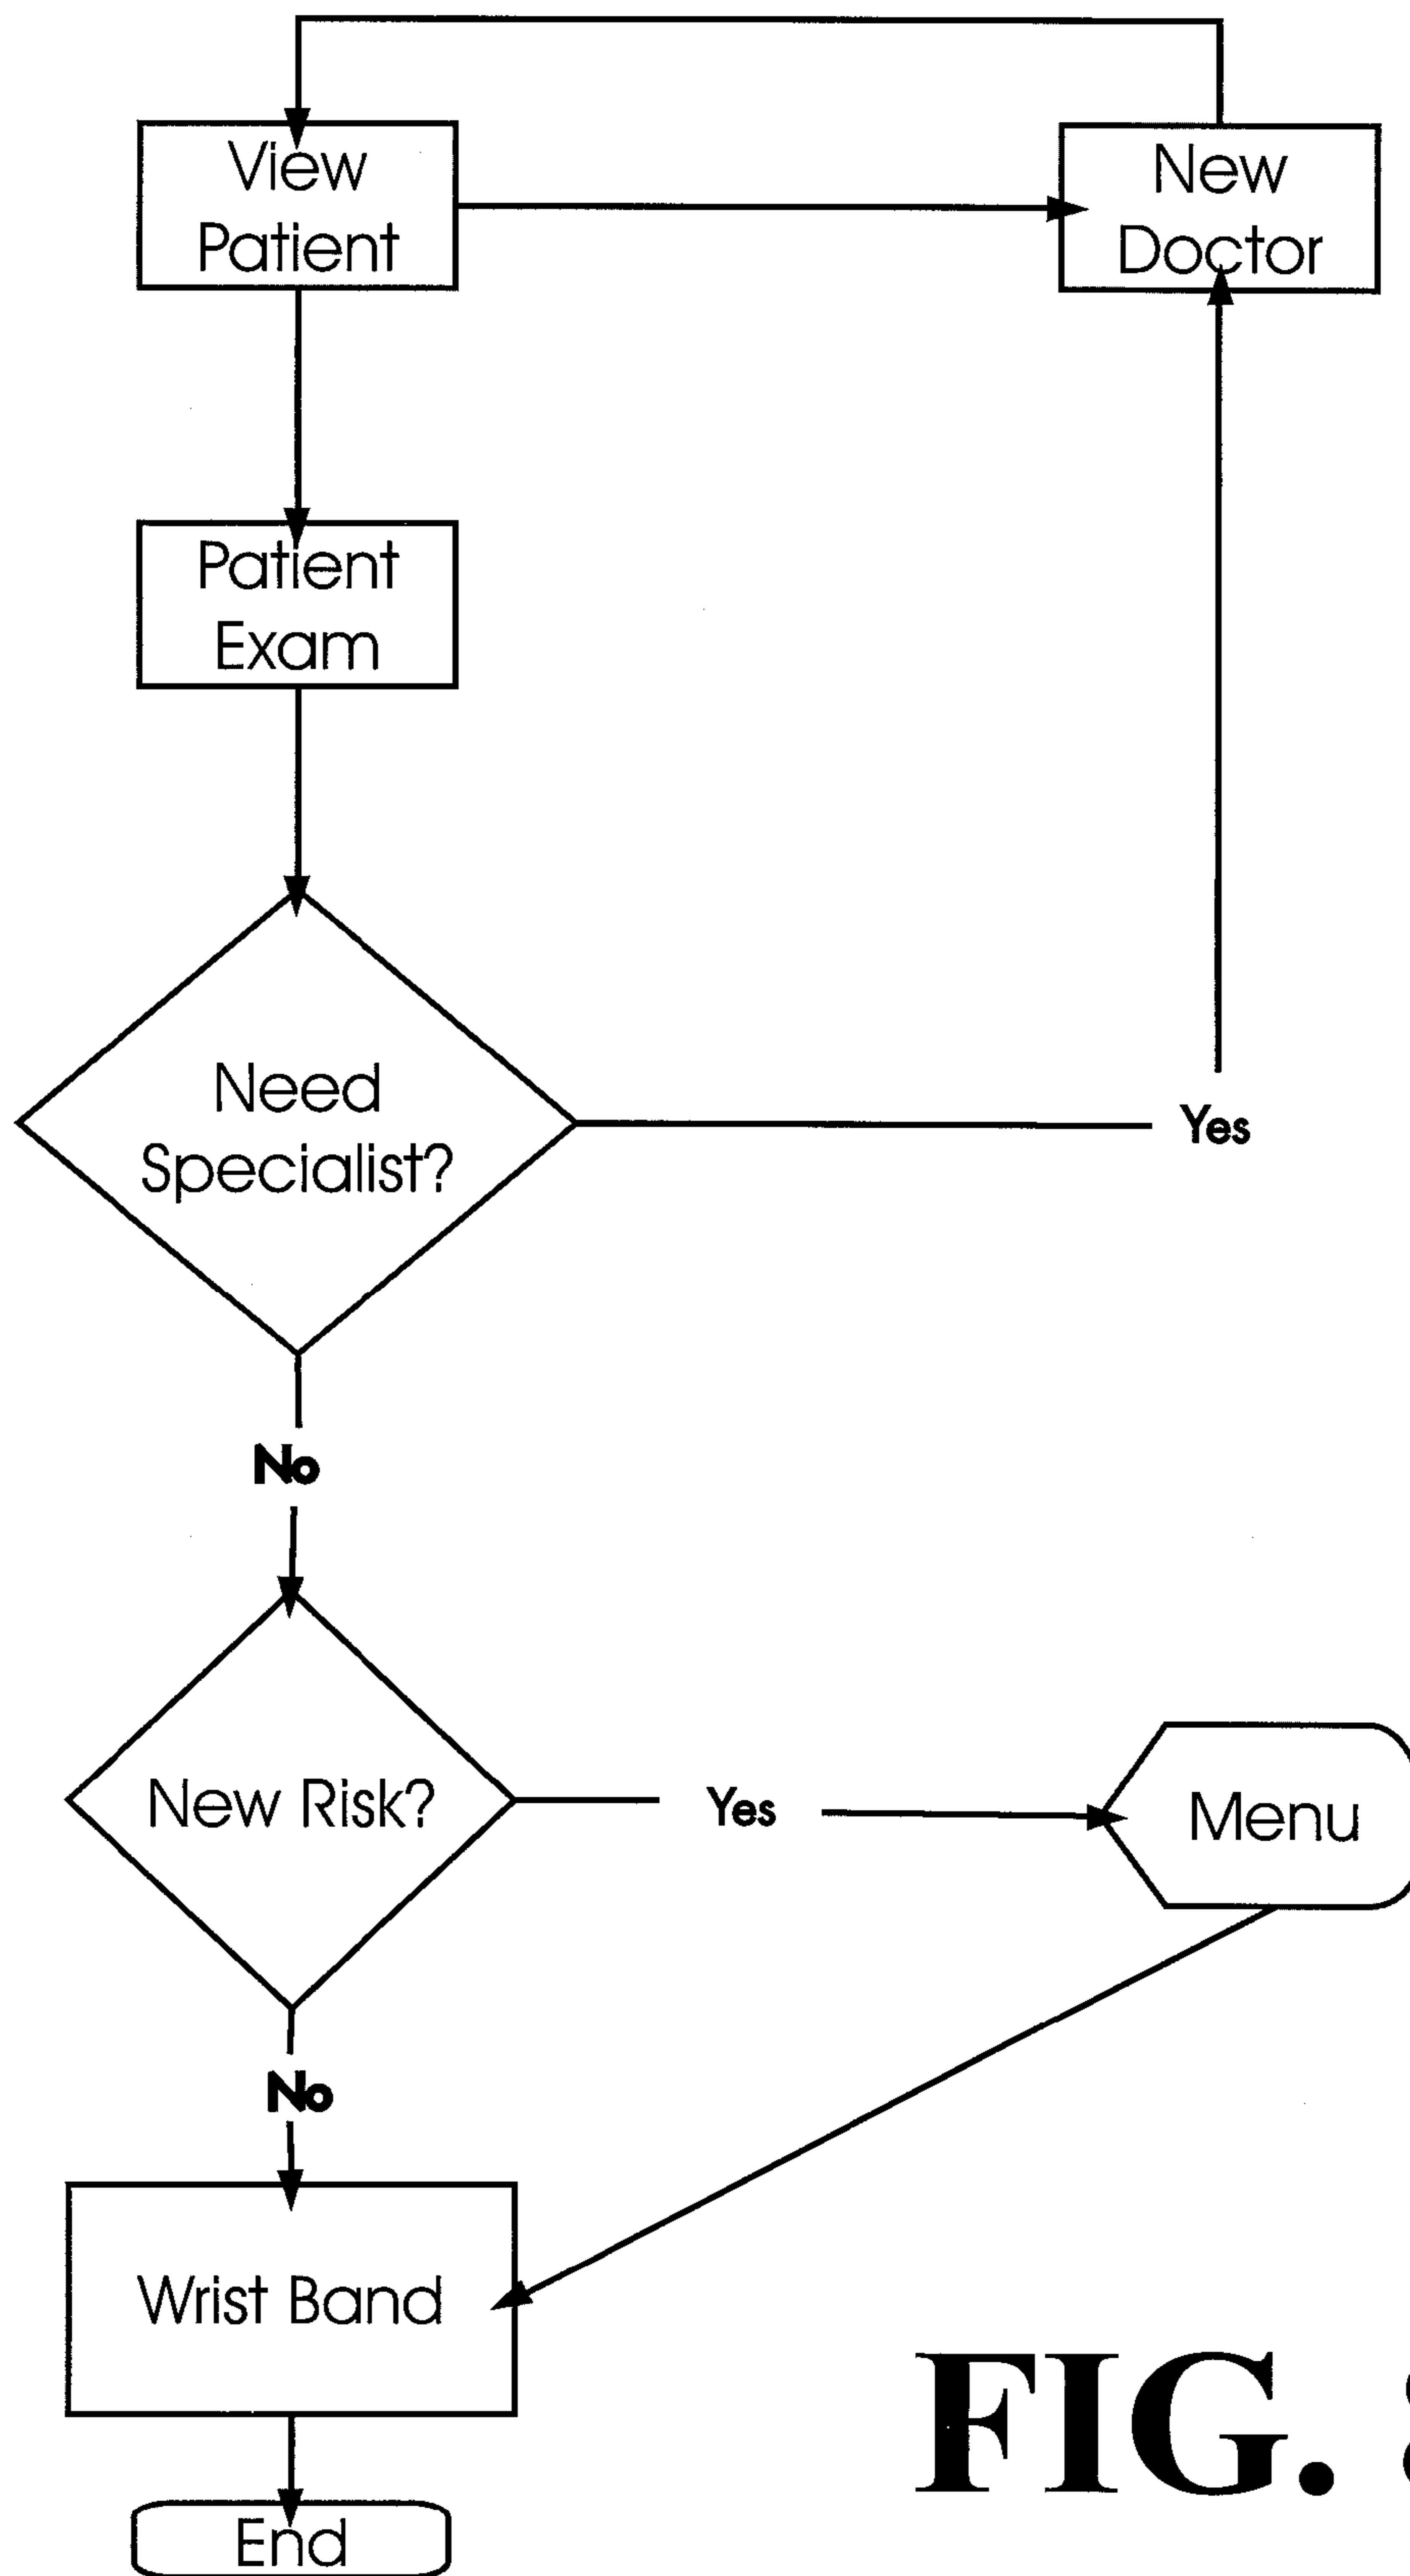 View
Patient
New
Doctor
Patient
Exam
Need
Specialist?
Yes
No
New Risk?
Yes
Menu
No
Wrist Band
FIG.
End